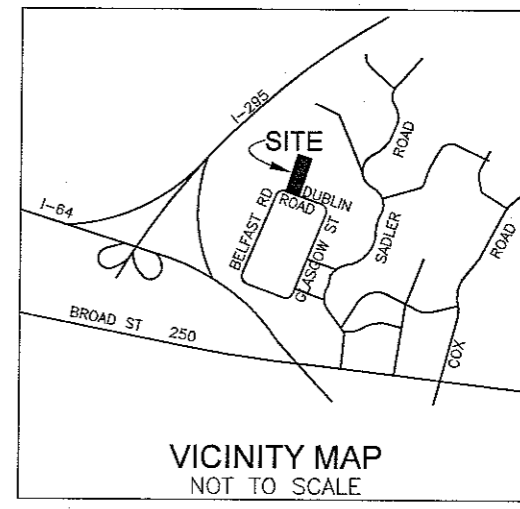 I-295
SITE
ROAD
I-64
BELFAST RD
DUBLIN
ROAD
GLASGOW ST
SADLER
ROAD
BROAD ST 250
COX
VICINITY MAP
NOT TO SCALE